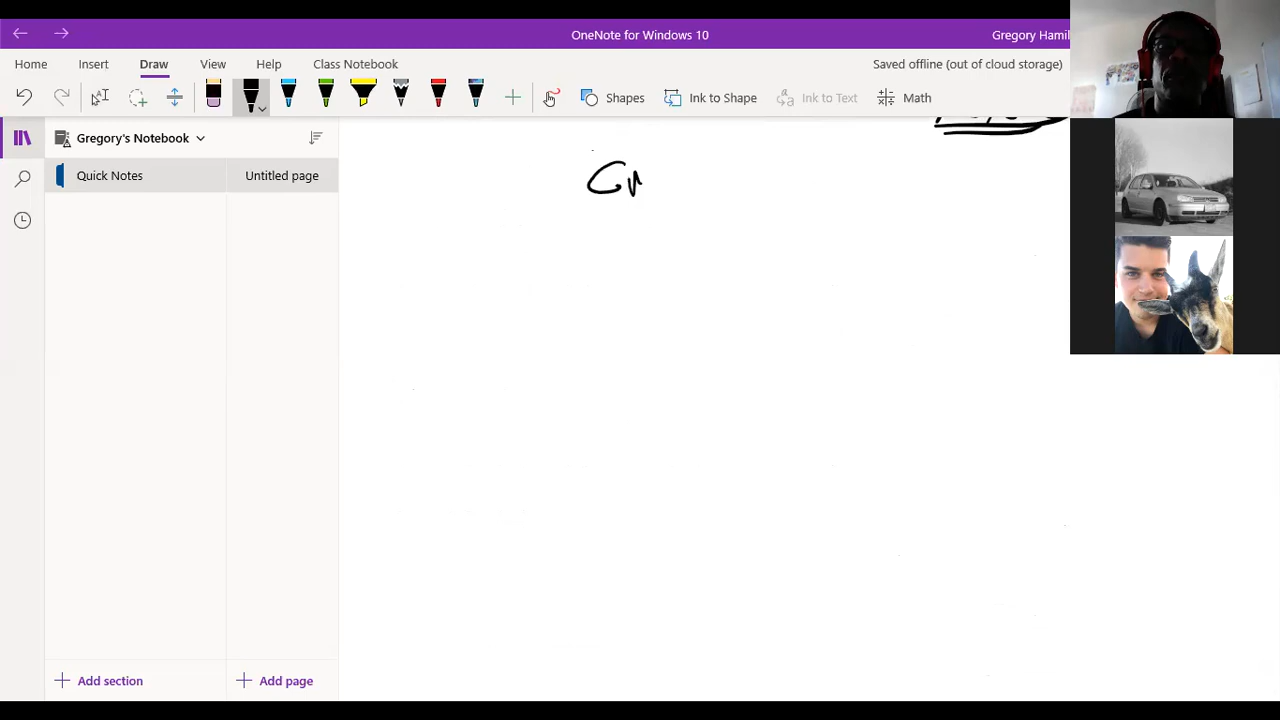 OneNote for Windows 10
Gregory Hamil
Home Insert Draw View Help Class Notebook
Saved offline (out of cloud storage)
Shapes Ink to Shape Ink to Text Math
Gregory's Notebook
Quick Notes
Untitled page
Add section
Add page